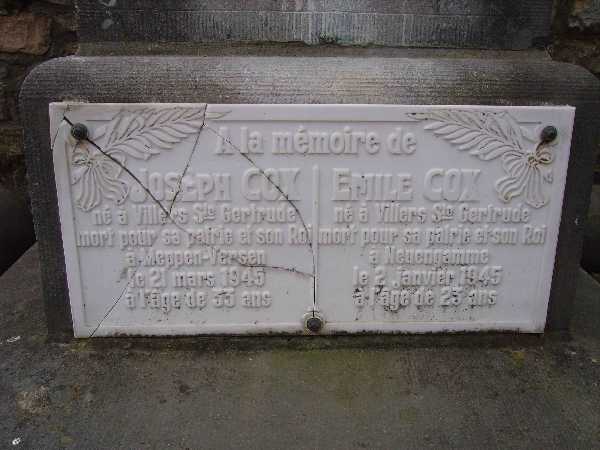 A la mémoire de
JOSEPH COX
né à Villers Ste Gertrude
mort pour sa patrie et son Roi
à Meppen-Versen
le 21 mars 1945
à l'âge de 33 ans
EMILE COX
né à Villers Ste Gertrude
mort pour sa patrie et son Roi
à Neuengamme
le 2 janvier 1945
à l'âge de 25 ans